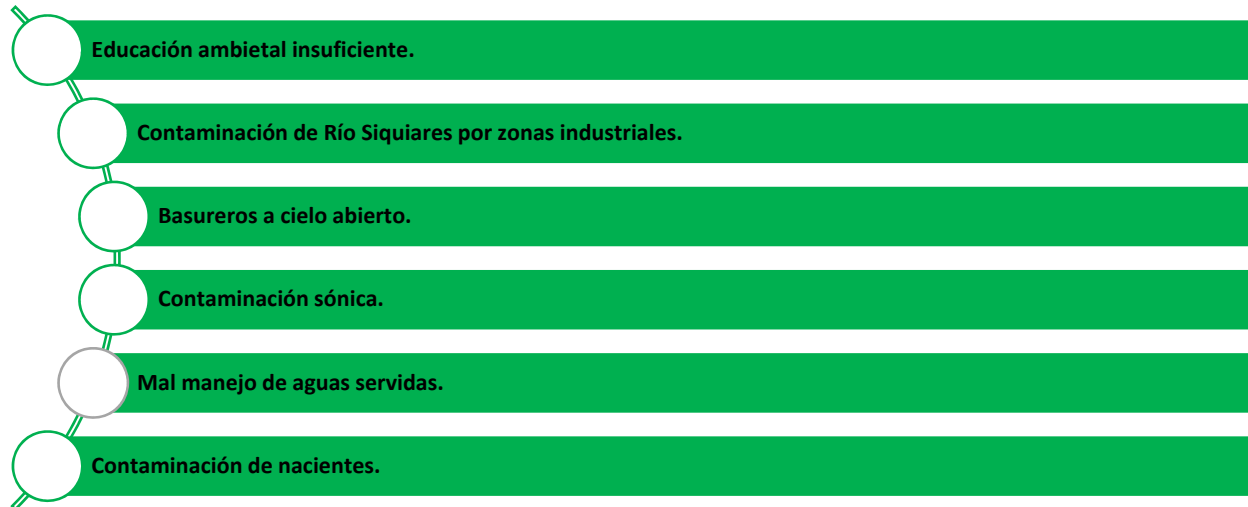 Educación ambietal insuficiente.
Contaminación de Río Siquiares por zonas industriales.
Basureros a cielo abierto.
Contaminación sónica.
Mal manejo de aguas servidas.
Contaminación de nacientes.